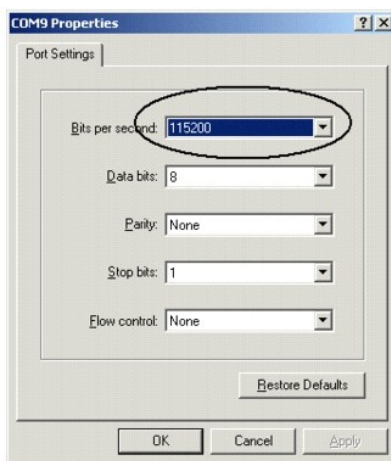 COM9 Properties
Port Settings
Bits per second: 115200
Data bits: 8
Parity: None
Stop bits: 1
Flow control: None
Restore Defaults
OK Cancel Apply